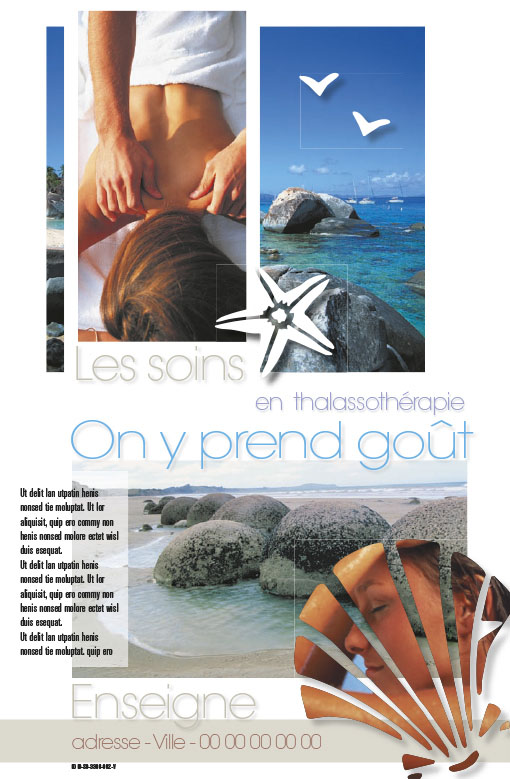 Les soins
en thalassothérapie
On y prend goût
Ut delit lan utpatin henis
nonsed tie moluptat. Ut lor
aliquisit, quip ero commy non
henis nonsed molore ectet wisl
duis esequat.
Ut delit lan utpatin henis
nonsed tie moluptat. Ut lor
aliquisit, quip ero commy non
henis nonsed molore ectet wisl
duis esequat.
Ut delit lan utpatin henis
nonsed tie moluptat. quip ero
Enseigne
adresse - Ville - 00 00 00 00 00